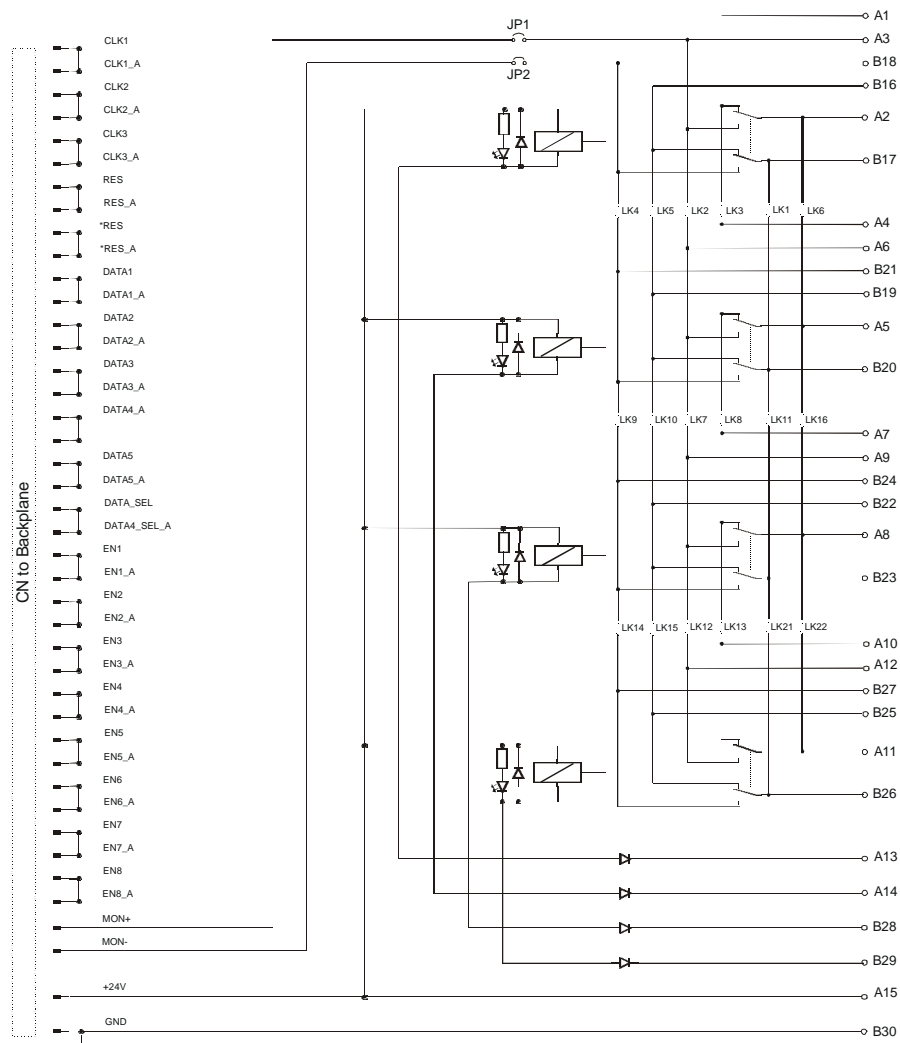 CN to Backplane
CLK1
CLK1_A
CLK2
CLK2_A
CLK3
CLK3_A
RES
RES_A
*RES
*RES_A
DATA1
DATA1_A
DATA2
DATA2_A
DATA3
DATA3_A
DATA4_A
DATA5
DATA5_A
DATA_SEL
DATA4_SEL_A
EN1
EN1_A
EN2
EN2_A
EN3
EN3_A
EN4
EN4_A
EN5
EN5_A
EN6
EN6_A
EN7
EN7_A
EN8
EN8_A
MON+
MON-
+24V
GND
JP1
JP2
LK4 LK5 LK2 LK3 LK1 LK6
LK9 LK10 LK7 LK8 LK11 LK16
LK14 LK15 LK12 LK13 LK21 LK22
A1
A3
B18
B16
A2
B17
A4
A6
B21
B19
A5
B20
A7
A9
B24
B22
A8
B23
A10
A12
B27
B25
A11
B26
A13
A14
B28
B29
A15
B30